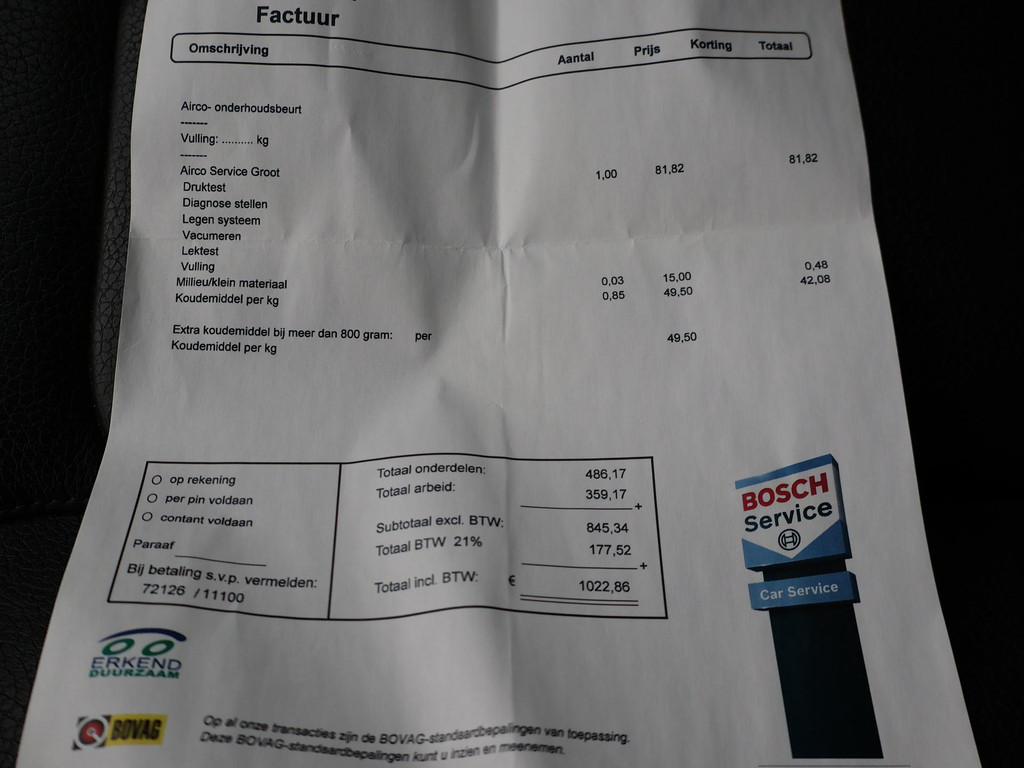 Factuur
Omschrijving Aantal Prijs Korting Totaal
Airco- onderhoudsbeurt
-------
Vulling: .......... kg
-------
Airco Service Groot 1,00 81,82 81,82
Druktest
Diagnose stellen
Legen systeem
Vacumeren
Lektest
Vulling
Milieu/klein materiaal 0,03 15,00 0,48
Koudemiddel per kg 0,85 49,50 42,08
Extra koudemiddel bij meer dan 800 gram: per 49,50
Koudemiddel per kg
op rekening
per pin voldaan
contant voldaan
Paraaf
Bij betaling s.v.p. vermelden:
72126 / 11100
Totaal onderdelen: 486,17
Totaal arbeid: 359,17
+
Subtotaal excl. BTW: 845,34
Totaal BTW 21% 177,52
+
Totaal incl. BTW: € 1022,86
BOSCH
Service
Car Service
ERKEND
DUURZAAM
BOVAG
Op al onze transacties zijn de BOVAG-standaardbepalingen van toepassing.
Deze BOVAG-standaardbepalingen kunt u inzien en meenemen.